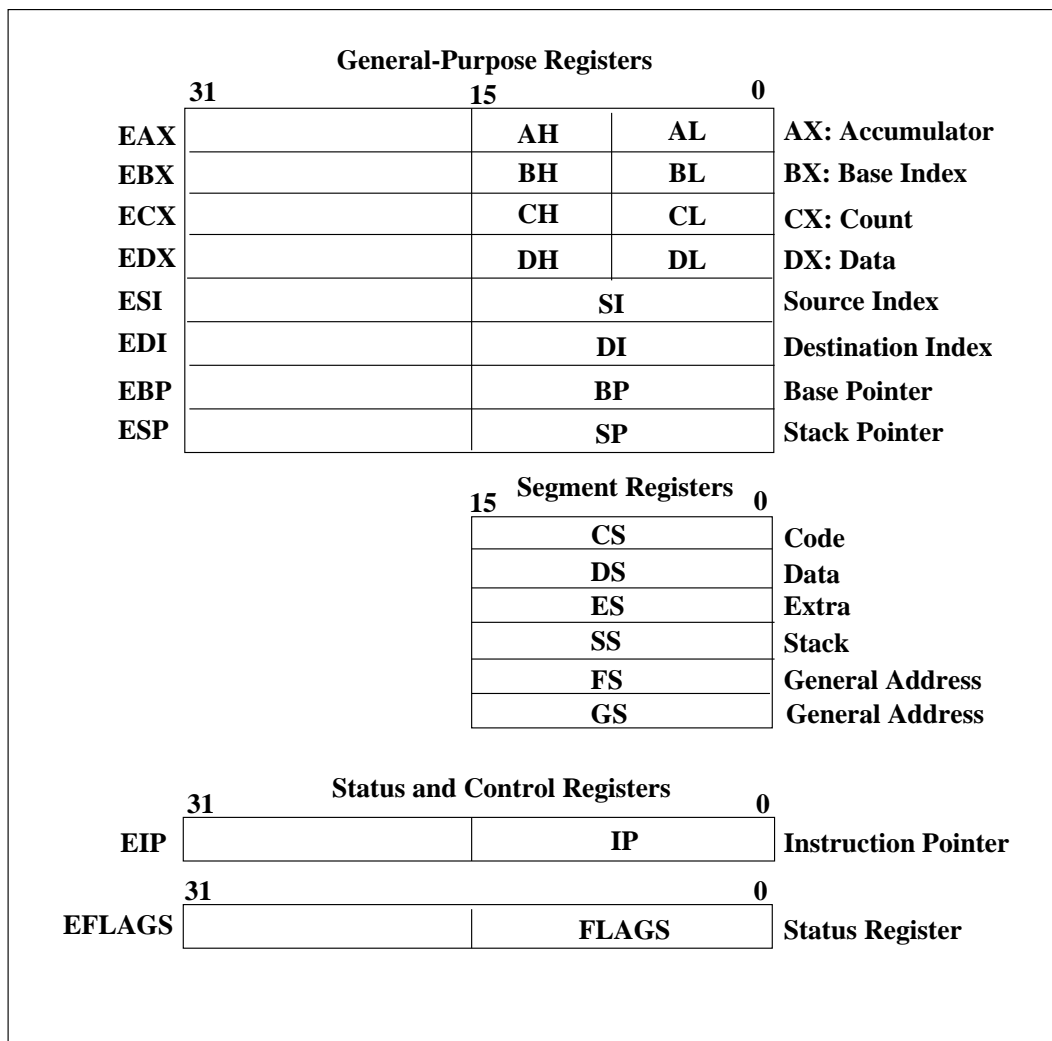 General-Purpose Registers
31 15 0
EAX AH AL AX: Accumulator
EBX BH BL BX: Base Index
ECX CH CL CX: Count
EDX DH DL DX: Data
ESI SI Source Index
EDI DI Destination Index
EBP BP Base Pointer
ESP SP Stack Pointer
Segment Registers
15 0
CS Code
DS Data
ES Extra
SS Stack
FS General Address
GS General Address
Status and Control Registers
31 0
EIP IP Instruction Pointer
31 0
EFLAGS FLAGS Status Register